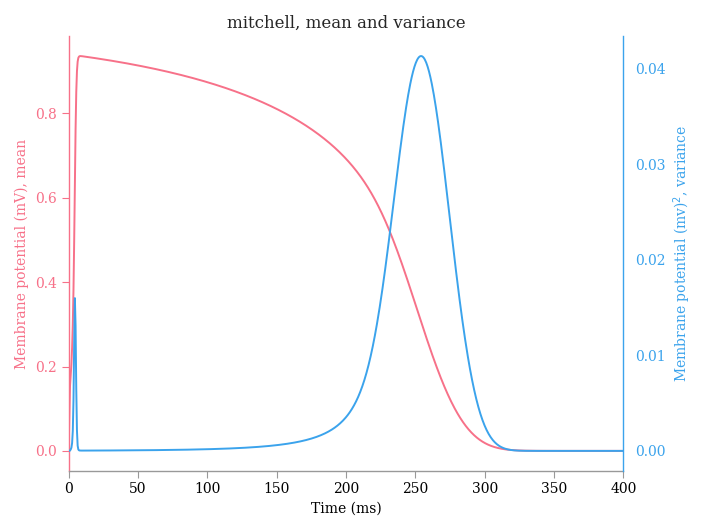 mitchell, mean and variance
Membrane potential (mV), mean
0.8
0.6
0.4
0.2
0.0
0.04
0.03
0.02
0.01
0.00
Membrane potential (mv)², variance
0 50 100 150 200 250 300 350 400
Time (ms)